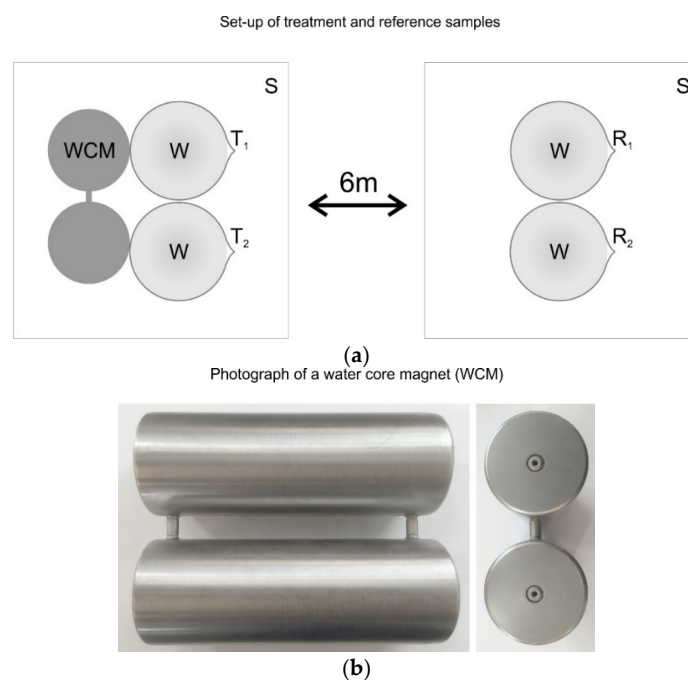 Set-up of treatment and reference samples
S
S
WCM
W
T1
W
R1
6m
W
T2
W
R2
(a)
Photograph of a water core magnet (WCM)
(b)